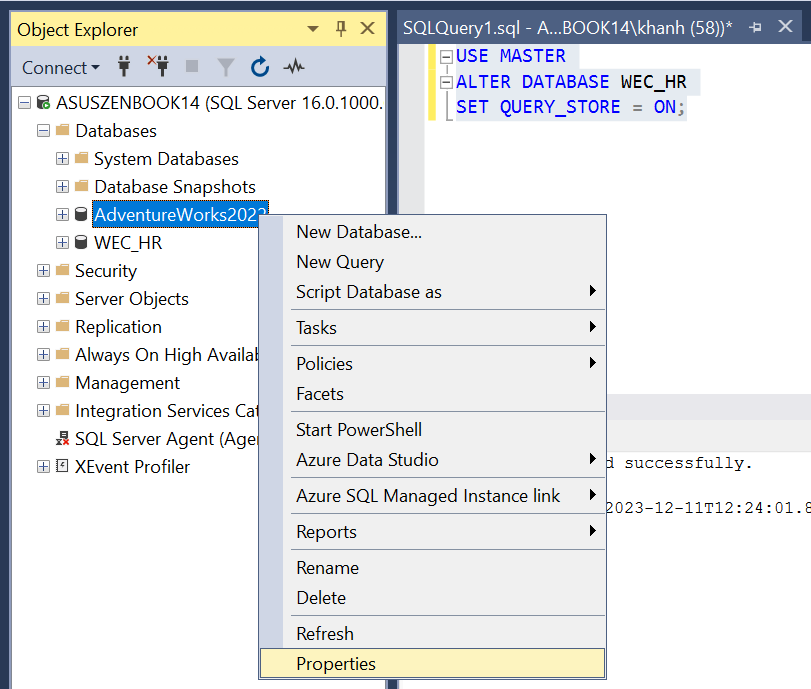 Object Explorer
Connect
ASUSZENBOOK14 (SQL Server 16.0.1000.
Databases
System Databases
Database Snapshots
AdventureWorks2022
WEC_HR
Security
Server Objects
Replication
Always On High Availab
Management
Integration Services Cat
SQL Server Agent (Age
XEvent Profiler
New Database...
New Query
Script Database as
Tasks
Policies
Facets
Start PowerShell
Azure Data Studio
Azure SQL Managed Instance link
Reports
Rename
Delete
Refresh
Properties
SQLQuery1.sql - A...BOOK14\khanh (58))*
USE MASTER
ALTER DATABASE WEC_HR
SET QUERY_STORE = ON;
d successfully.
2023-12-11T12:24:01.8